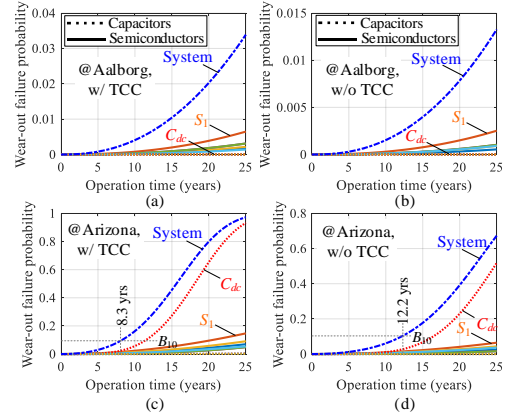 0.04
0.03
0.02
0.01
0
Wear-out failure probability
Capacitors
Semiconductors
@Aalborg,
w/ TCC
System
S1
Cdc
0 5 10 15 20 25
Operation time (years)
(a)
0.015
0.01
0.005
0
Wear-out failure probability
Capacitors
Semiconductors
@Aalborg,
w/o TCC
System
S1
Cdc
0 5 10 15 20 25
Operation time (years)
(b)
1
0.8
0.6
0.4
0.2
0
Wear-out failure probability
@Arizona,
w/ TCC
System
Cdc
8.3 yrs
B10
S1
0 5 10 15 20 25
Operation time (years)
(c)
0.8
0.6
0.4
0.2
0
Wear-out failure probability
@Arizona,
w/o TCC
System
12.2 yrs
Cdc
B10
S1
0 5 10 15 20 25
Operation time (years)
(d)